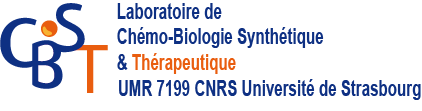 CBST
Laboratoire de
Chémo-Biologie Synthétique
& Thérapeutique
UMR 7199 CNRS Université de Strasbourg